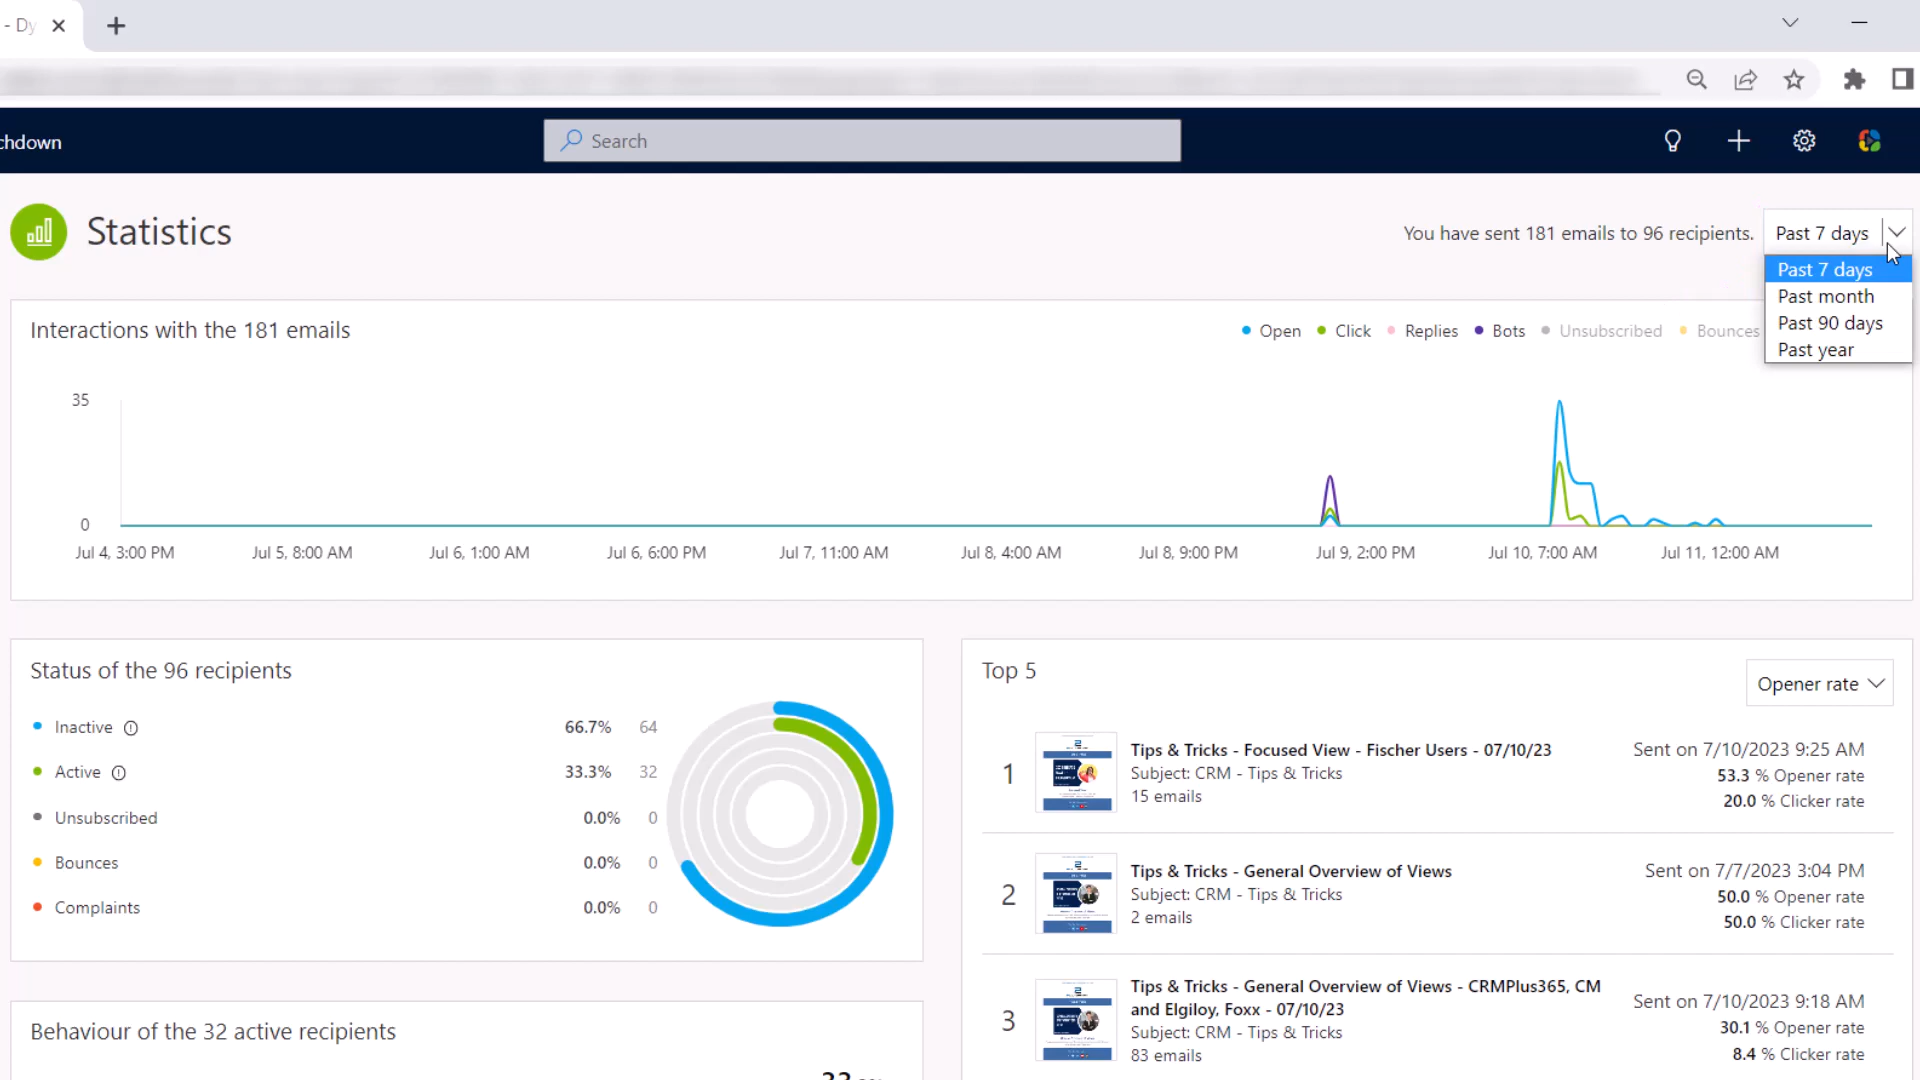 - Dy
chdown
Search
Statistics
You have sent 181 emails to 96 recipients.
Past 7 days
Past 7 days
Past month
Past 90 days
Past year
Interactions with the 181 emails
Open
Click
Replies
Bots
Unsubscribed
Bounces
35
0
Jul 4, 3:00 PM
Jul 5, 8:00 AM
Jul 6, 1:00 AM
Jul 6, 6:00 PM
Jul 7, 11:00 AM
Jul 8, 4:00 AM
Jul 8, 9:00 PM
Jul 9, 2:00 PM
Jul 10, 7:00 AM
Jul 11, 12:00 AM
Status of the 96 recipients
Inactive 66.7% 64
Active 33.3% 32
Unsubscribed 0.0% 0
Bounces 0.0% 0
Complaints 0.0% 0
Behaviour of the 32 active recipients
Top 5
Opener rate
1
Tips & Tricks - Focused View - Fischer Users - 07/10/23
Subject: CRM - Tips & Tricks
15 emails
Sent on 7/10/2023 9:25 AM
53.3 % Opener rate
20.0 % Clicker rate
2
Tips & Tricks - General Overview of Views
Subject: CRM - Tips & Tricks
2 emails
Sent on 7/7/2023 3:04 PM
50.0 % Opener rate
50.0 % Clicker rate
3
Tips & Tricks - General Overview of Views - CRMPlus365, CM
and Elgiloy, Foxx - 07/10/23
Subject: CRM - Tips & Tricks
83 emails
Sent on 7/10/2023 9:18 AM
30.1 % Opener rate
8.4 % Clicker rate